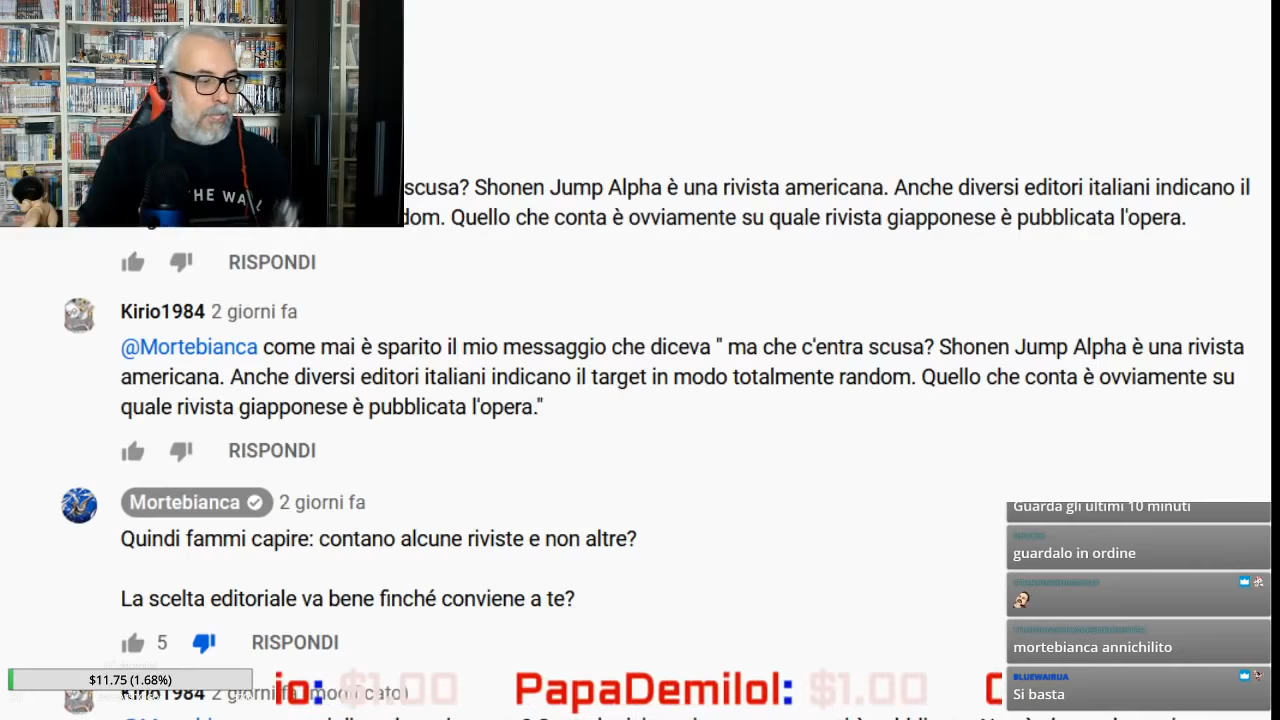 THE WALL
scusa? Shonen Jump Alpha è una rivista americana. Anche diversi editori italiani indicano il
dom. Quello che conta è ovviamente su quale rivista giapponese è pubblicata l'opera.
RISPONDI
Kirio1984 2 giorni fa
@Mortebianca come mai è sparito il mio messaggio che diceva " ma che c'entra scusa? Shonen Jump Alpha è una rivista
americana. Anche diversi editori italiani indicano il target in modo totalmente random. Quello che conta è ovviamente su
quale rivista giapponese è pubblicata l'opera."
RISPONDI
Mortebianca 2 giorni fa
Quindi fammi capire: contano alcune riviste e non altre?
La scelta editoriale va bene finché conviene a te?
5 RISPONDI
Kirio1984 2 giorni fa (modificato)
$11.75 (1.68%)
io: $1.00 PapaDemilol: $1.00
Guarda gli ultimi 10 minuti
guardalo in ordine
mortebianca annichilito
BLUEWAIRUA
Si basta